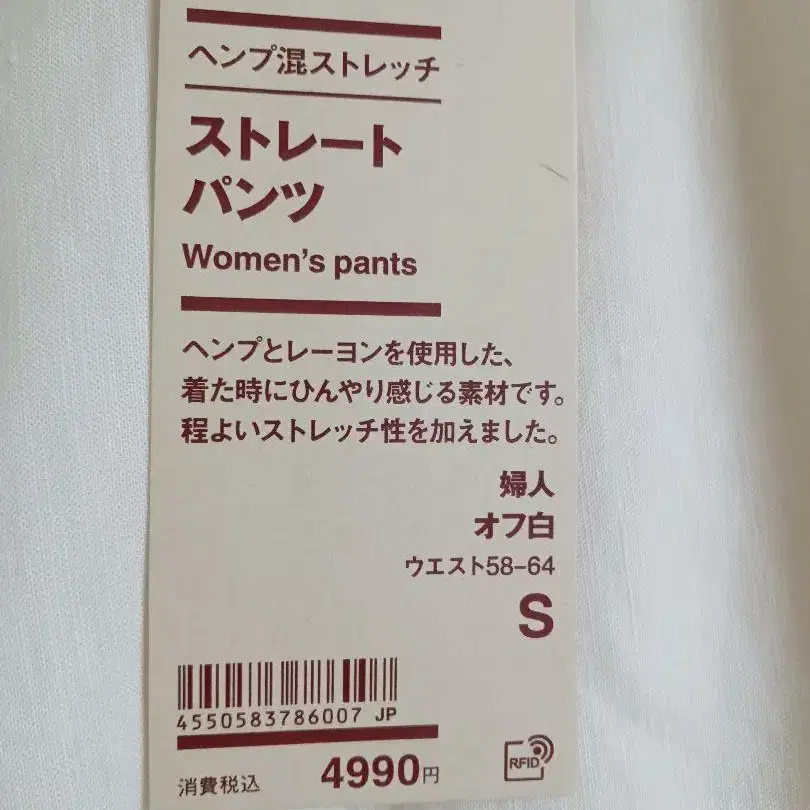 ヘンプ混ストレッチ
ストレート
パンツ
Women's pants
ヘンプとレーヨンを使用した、
着た時にひんやり感じる素材です。
程よいストレッチ性を加えました。
婦人
オフ白
ウエスト58-64
S
4550583786007 JP
消費税込 4990円
RFID